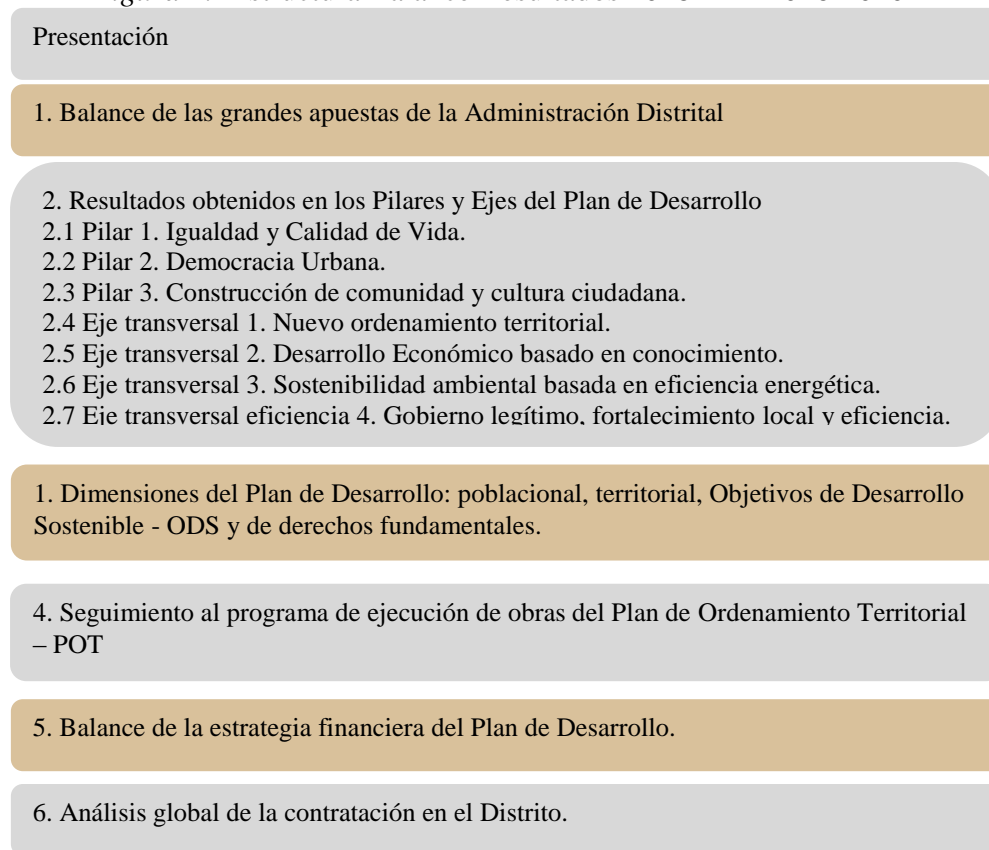 Presentación
1. Balance de las grandes apuestas de la Administración Distrital
2. Resultados obtenidos en los Pilares y Ejes del Plan de Desarrollo
2.1 Pilar 1. Igualdad y Calidad de Vida.
2.2 Pilar 2. Democracia Urbana.
2.3 Pilar 3. Construcción de comunidad y cultura ciudadana.
2.4 Eje transversal 1. Nuevo ordenamiento territorial.
2.5 Eje transversal 2. Desarrollo Económico basado en conocimiento.
2.6 Eje transversal 3. Sostenibilidad ambiental basada en eficiencia energética.
2.7 Eje transversal eficiencia 4. Gobierno legítimo, fortalecimiento local y eficiencia.
1. Dimensiones del Plan de Desarrollo: poblacional, territorial, Objetivos de Desarrollo
Sostenible - ODS y de derechos fundamentales.
4. Seguimiento al programa de ejecución de obras del Plan de Ordenamiento Territorial
– POT
5. Balance de la estrategia financiera del Plan de Desarrollo.
6. Análisis global de la contratación en el Distrito.